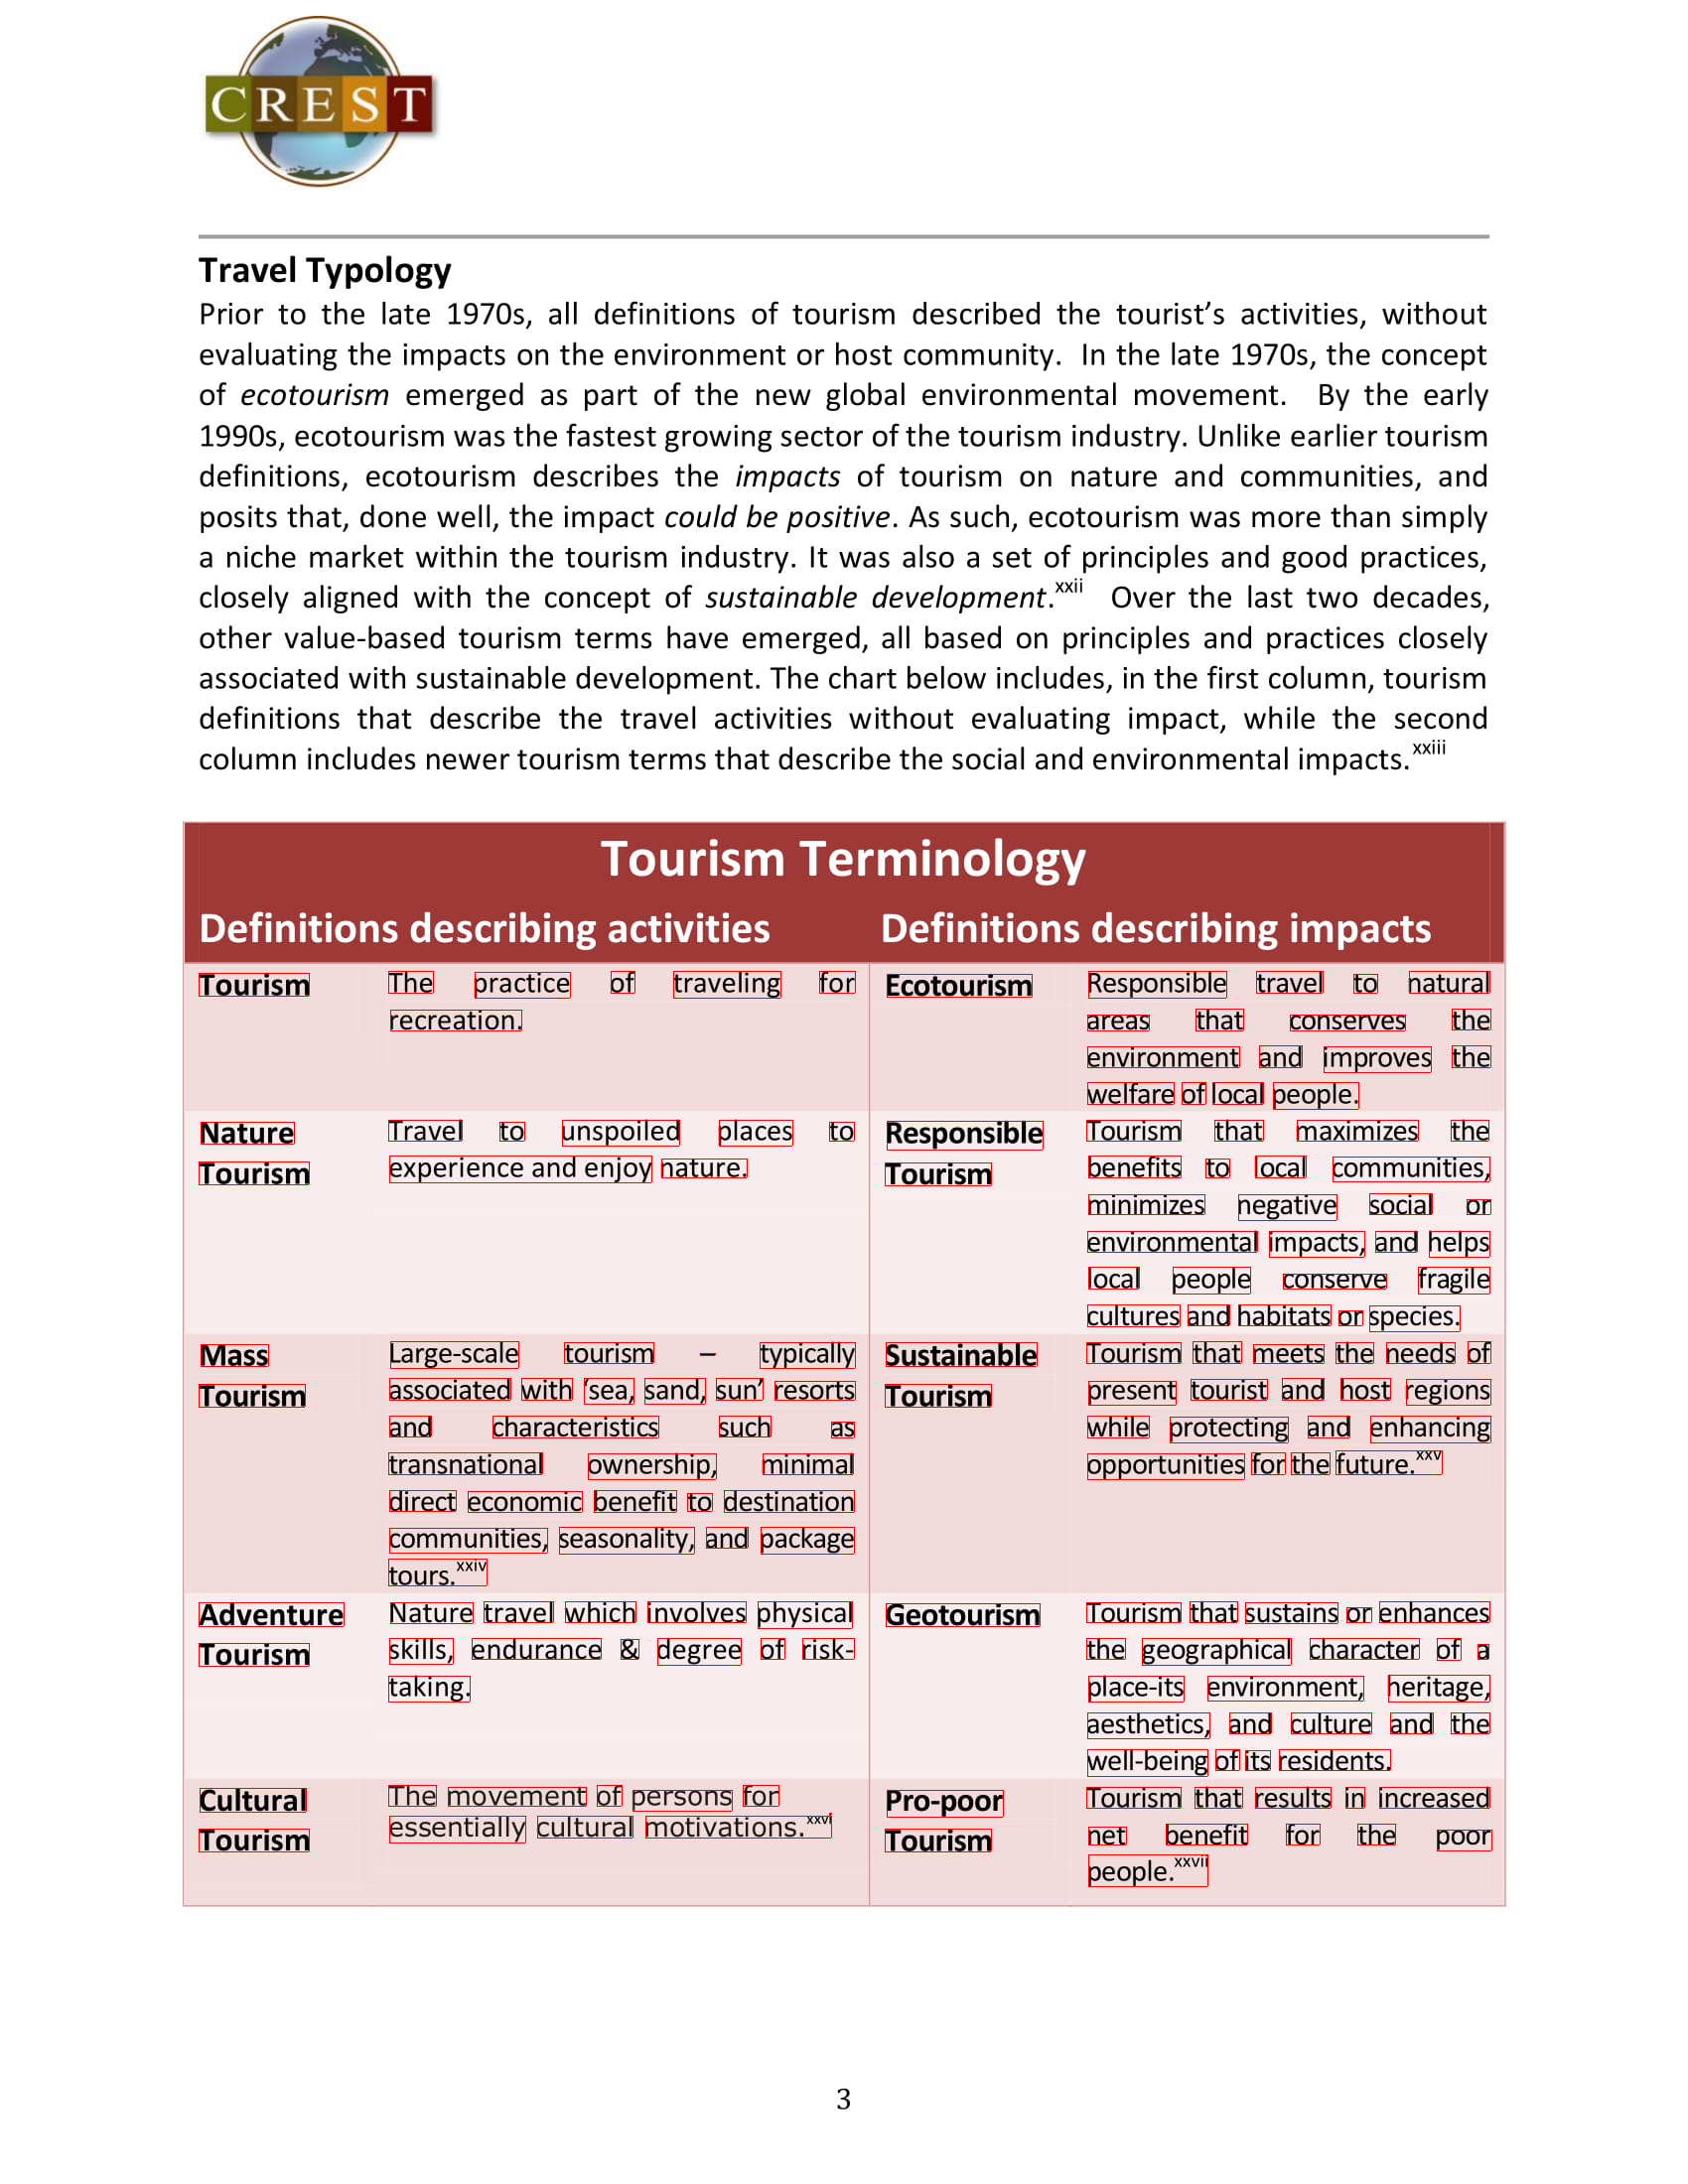 CREST
Travel Typology
Prior to the late 1970s, all definitions of tourism described the tourist’s activities, without
evaluating the impacts on the environment or host community.  In the late 1970s, the concept
of ecotourism emerged as part of the new global environmental movement.  By the early
1990s, ecotourism was the fastest growing sector of the tourism industry. Unlike earlier tourism
definitions, ecotourism describes the impacts of tourism on nature and communities, and
posits that, done well, the impact could be positive. As such, ecotourism was more than simply
a niche market within the tourism industry. It was also a set of principles and good practices,
closely aligned with the concept of sustainable development.xxii  Over the last two decades,
other value-based tourism terms have emerged, all based on principles and practices closely
associated with sustainable development. The chart below includes, in the first column, tourism
definitions that describe the travel activities without evaluating impact, while the second
column includes newer tourism terms that describe the social and environmental impacts.xxiii
Tourism Terminology
Definitions describing activities
Definitions describing impacts
Tourism
The practice of traveling for
recreation.
Ecotourism
Responsible travel to natural
areas that conserves the
environment and improves the
welfare of local people.
Nature
Tourism
Travel to unspoiled places to
experience and enjoy nature.
Responsible
Tourism
Tourism that maximizes the
benefits to local communities,
minimizes negative social or
environmental impacts, and helps
local people conserve fragile
cultures and habitats or species.
Mass
Tourism
Large-scale tourism – typically
associated with ‘sea, sand, sun’ resorts
and characteristics such as
transnational ownership, minimal
direct economic benefit to destination
communities, seasonality, and package
tours.xxiv
Sustainable
Tourism
Tourism that meets the needs of
present tourist and host regions
while protecting and enhancing
opportunities for the future.xxv
Adventure
Tourism
Nature travel which involves physical
skills, endurance & degree of risk-
taking.
Geotourism
Tourism that sustains or enhances
the geographical character of a
place-its environment, heritage,
aesthetics, and culture and the
well-being of its residents.
Cultural
Tourism
The movement of persons for
essentially cultural motivations.xxvi
Pro-poor
Tourism
Tourism that results in increased
net benefit for the poor
people.xxvii
3